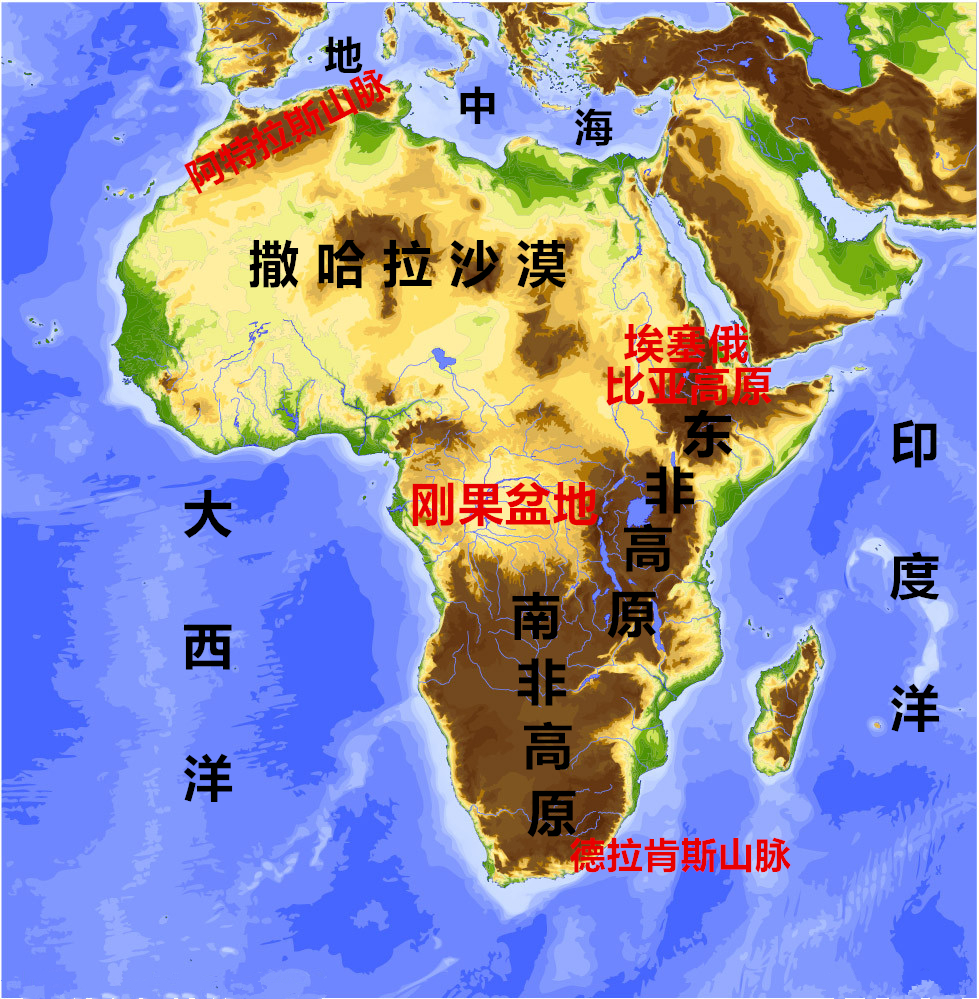 地中海
阿特拉斯山脉
撒哈拉沙漠
埃塞俄
比亚高原
东非高原
刚果盆地
南非高原
德拉肯斯山脉
大西洋
印度洋